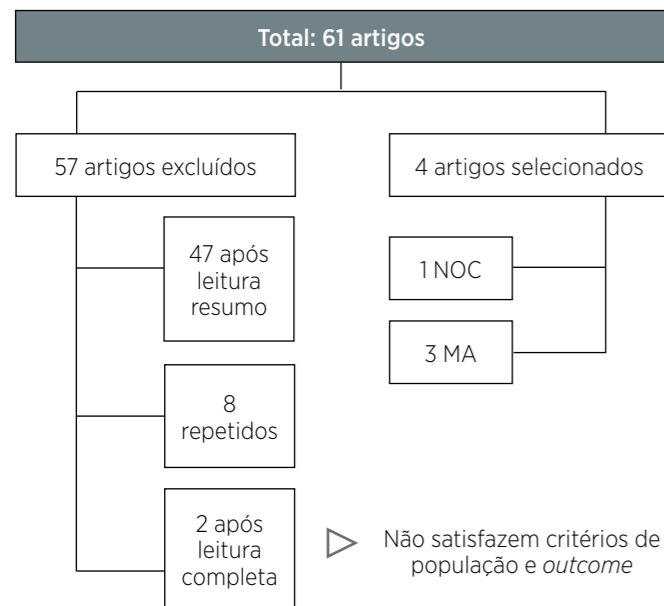 Total: 61 artigos
57 artigos excluídos
4 artigos selecionados
47 após
leitura
resumo
1 NOC
3 MA
8
repetidos
2 após
leitura
completa
Não satisfazem critérios de
população e outcome